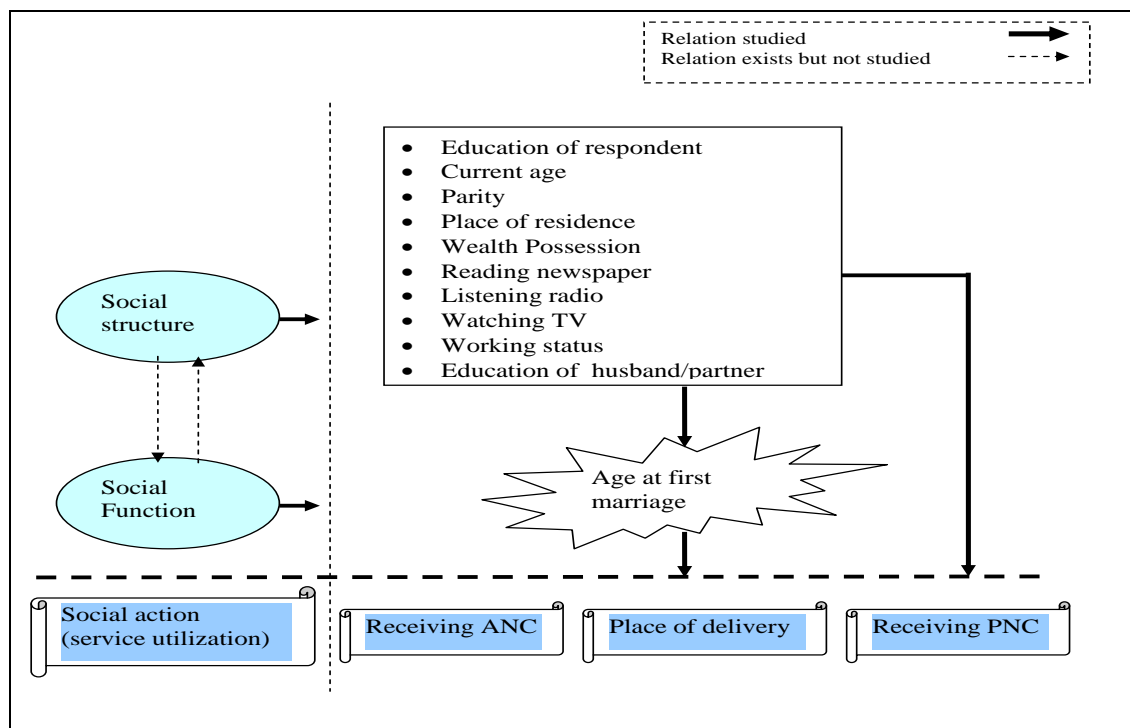 Relation studied
Relation exists but not studied
• Education of respondent
• Current age
• Parity
• Place of residence
• Wealth Possession
• Reading newspaper
• Listening radio
• Watching TV
• Working status
• Education of husband/partner
Social
structure
Age at first
marriage
Social
Function
Social action
(service utilization)
Receiving ANC
Place of delivery
Receiving PNC